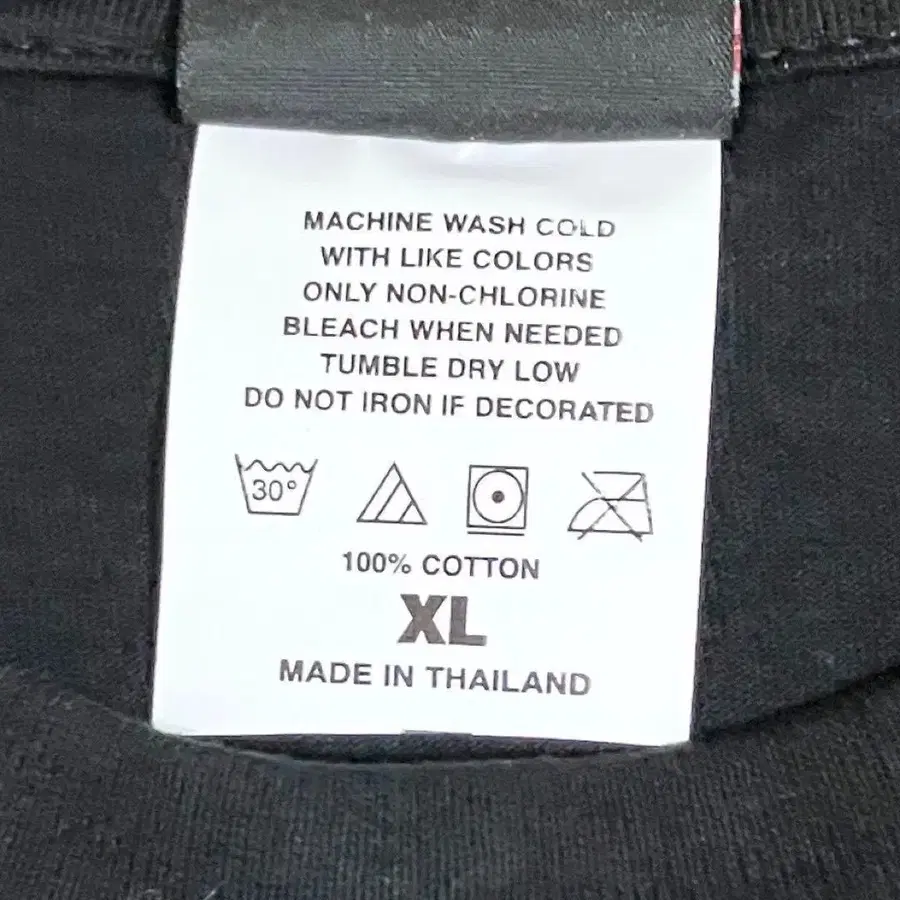 MACHINE WASH COLD
WITH LIKE COLORS
ONLY NON-CHLORINE
BLEACH WHEN NEEDED
TUMBLE DRY LOW
DO NOT IRON IF DECORATED
30°
100% COTTON
XL
MADE IN THAILAND